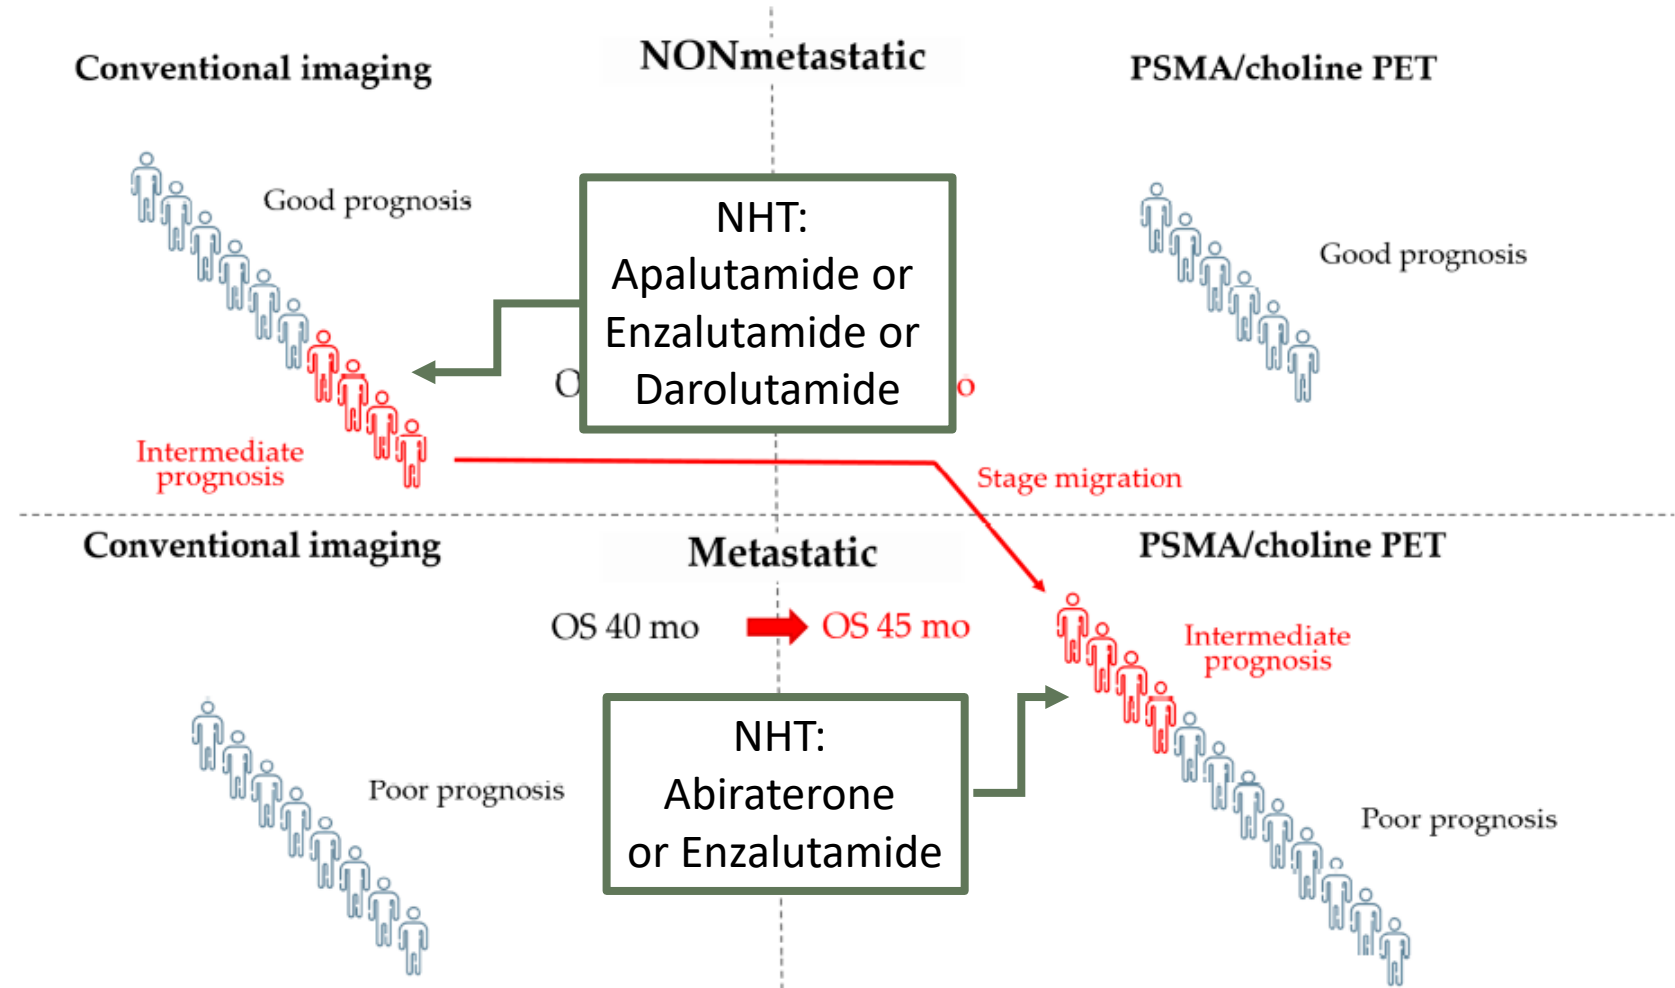 Conventional imaging
NONmetastatic
PSMA/choline PET
Good prognosis
NHT:
Apalutamide or
Enzalutamide or
Darolutamide
Good prognosis
Intermediate
prognosis
Stage migration
Conventional imaging
Metastatic
PSMA/choline PET
OS 40 mo
OS 45 mo
Intermediate
prognosis
Poor prognosis
NHT:
Abiraterone
or Enzalutamide
Poor prognosis